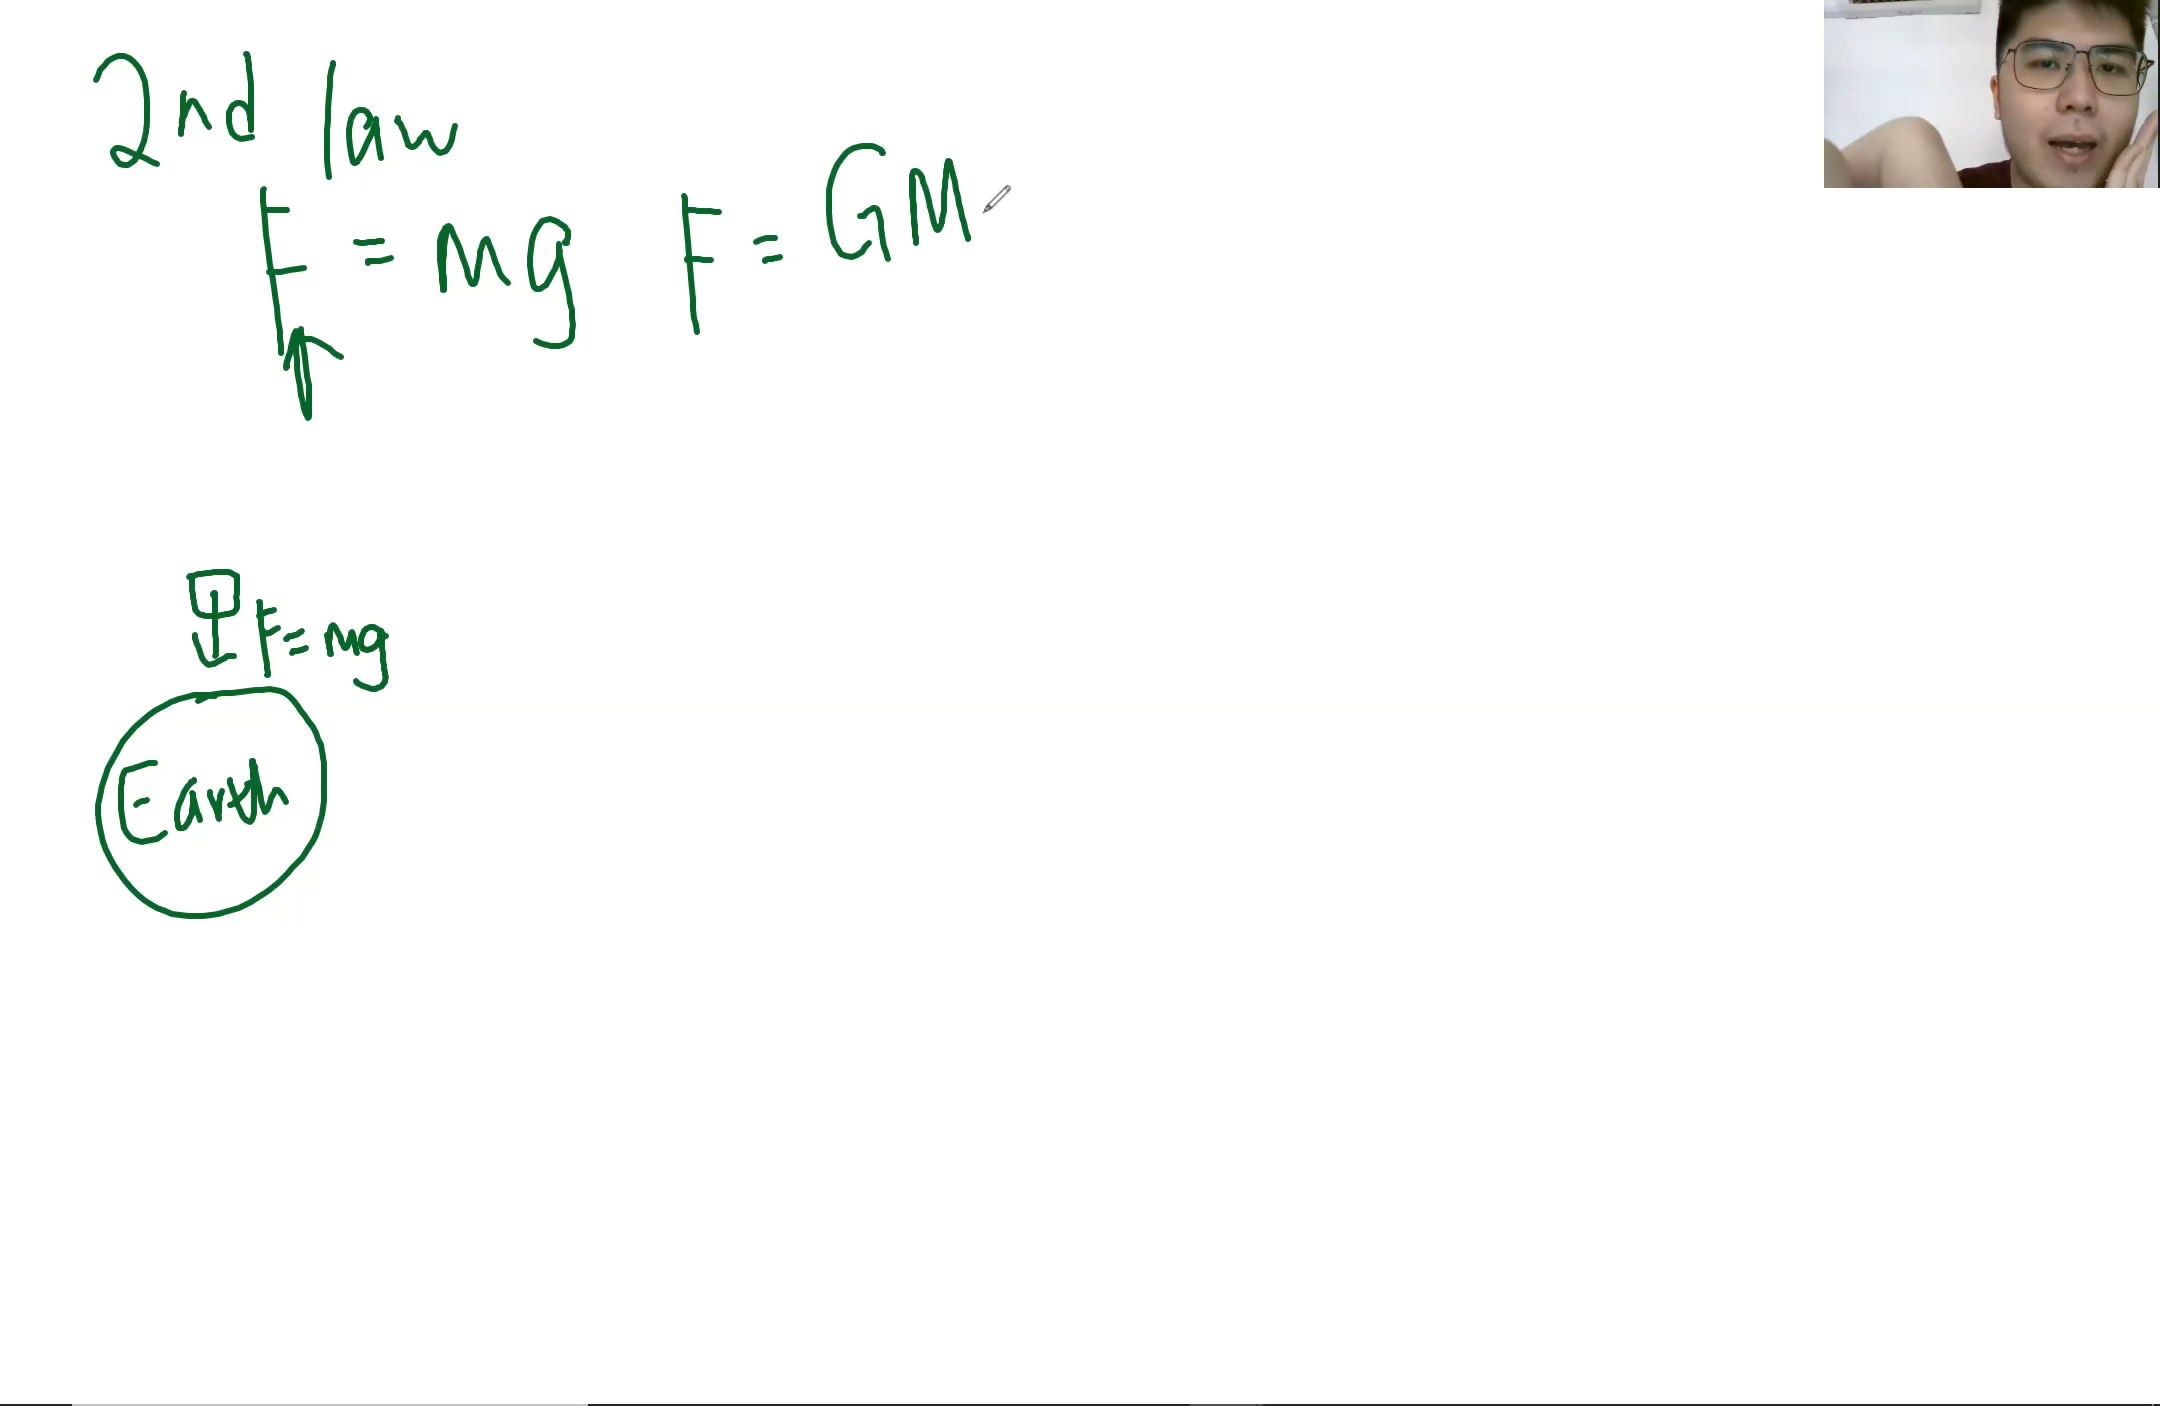 2nd law
F = mg F = GM
F = mg
Earth